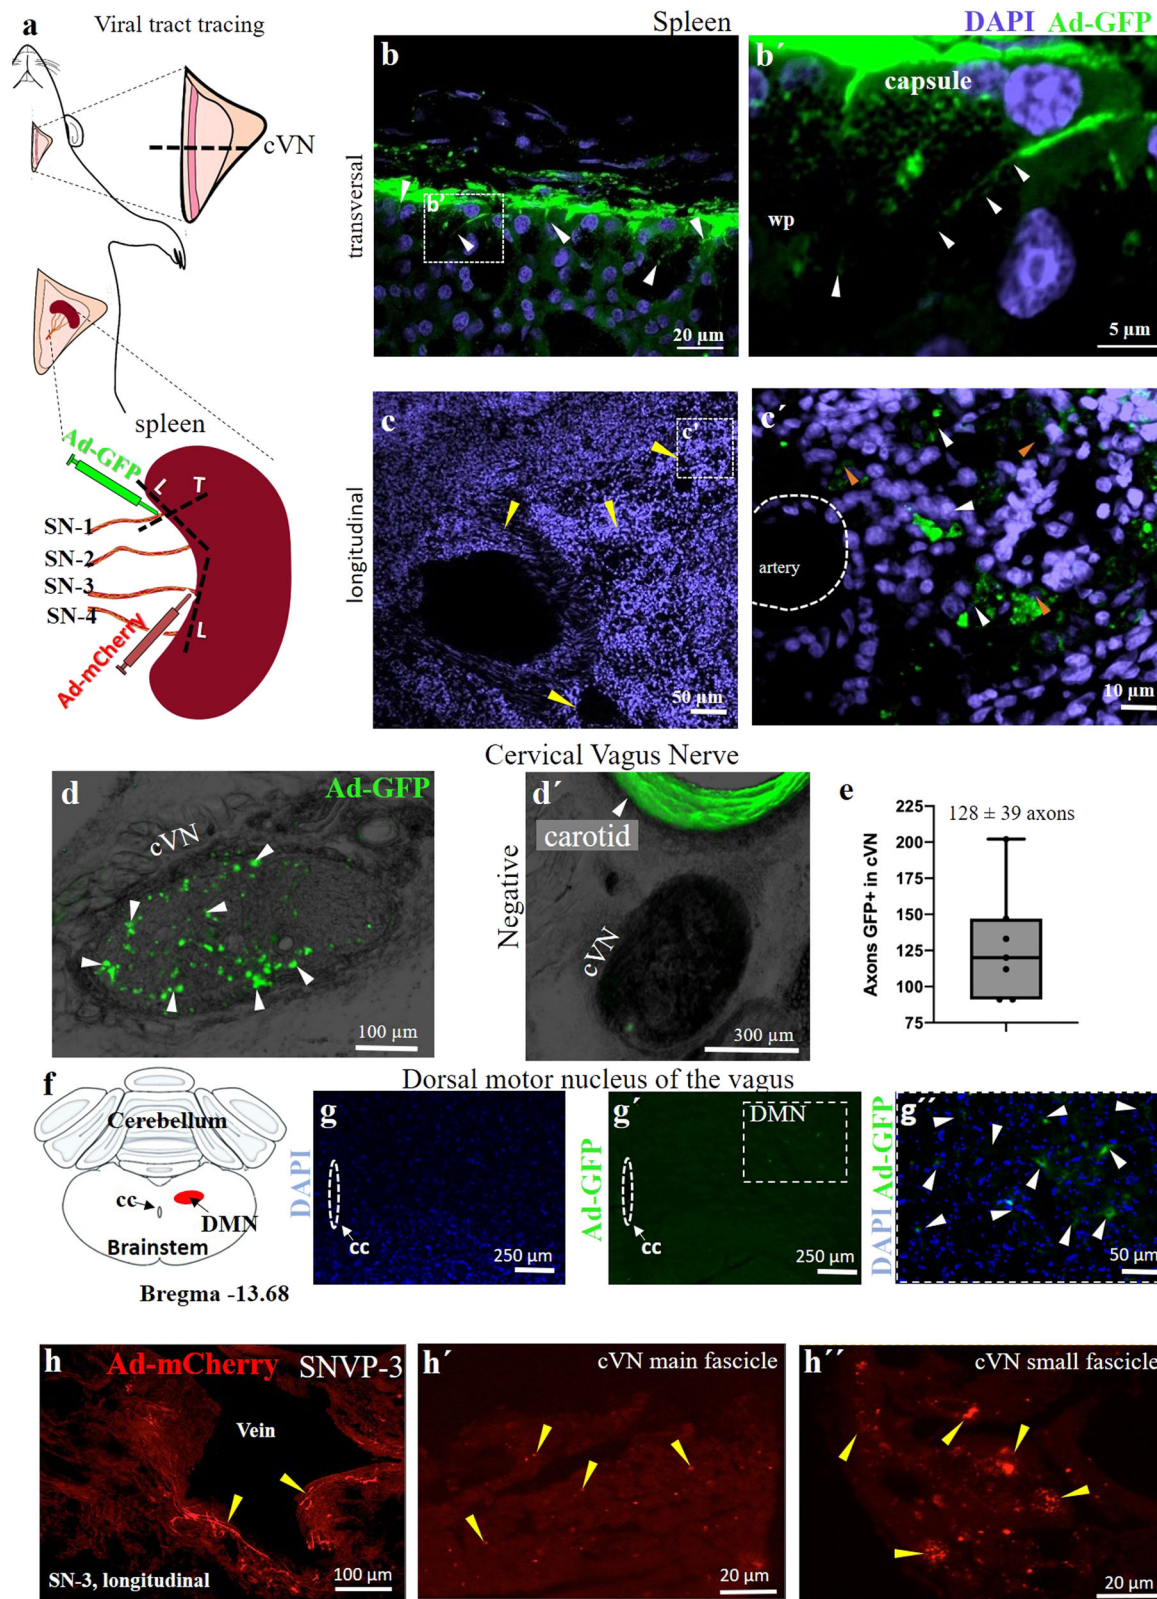 a
Viral tract tracing
cVN
spleen
Ad-GFP
L
T
SN-1
SN-2
SN-3
SN-4
L
Ad-mCherry
Spleen
DAPI Ad-GFP
transversal
b
b'
20 µm
b´
capsule
wp
5 µm
longitudinal
c
c'
50 µm
c´
artery
10 µm
Cervical Vagus Nerve
d
Ad-GFP
cVN
100 µm
Negative
d´
carotid
cVN
300 µm
e
128 ± 39 axons
Axons GFP+ in cVN
225
200
175
150
125
100
75
f
Cerebellum
cc
DMN
Brainstem
Bregma -13.68
Dorsal motor nucleus of the vagus
DAPI
g
cc
250 µm
Ad-GFP
g´
DMN
cc
250 µm
DAPI Ad-GFP
g´´
50 µm
h
Ad-mCherry
SNVP-3
Vein
SN-3, longitudinal
100 µm
h´
cVN main fascicle
20 µm
h´´
cVN small fascicle
20 µm